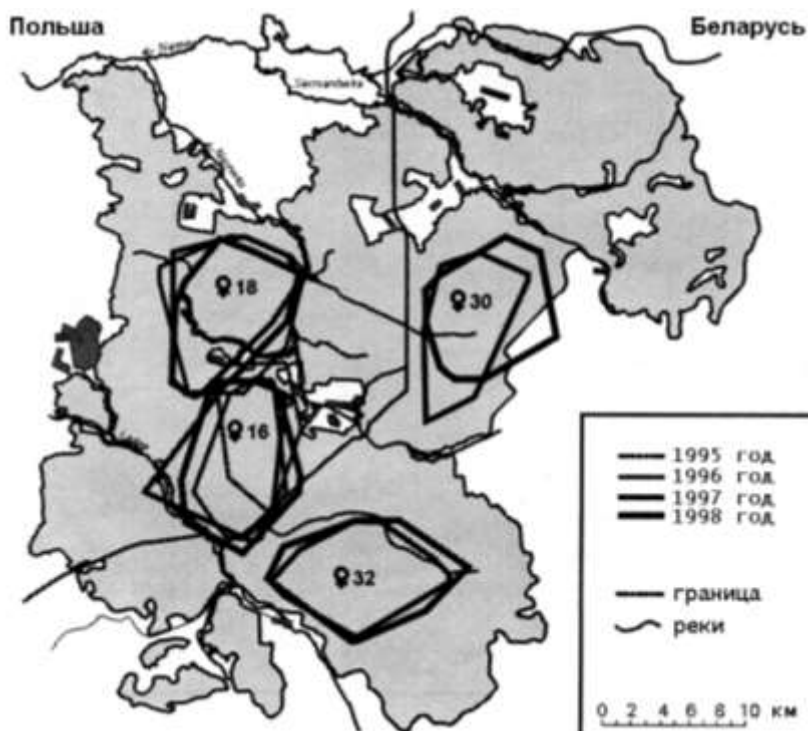 Польша
Беларусь
18
30
16
32
1995 год
1996 год
1997 год
1998 год
граница
реки
0 2 4 6 8 10 км